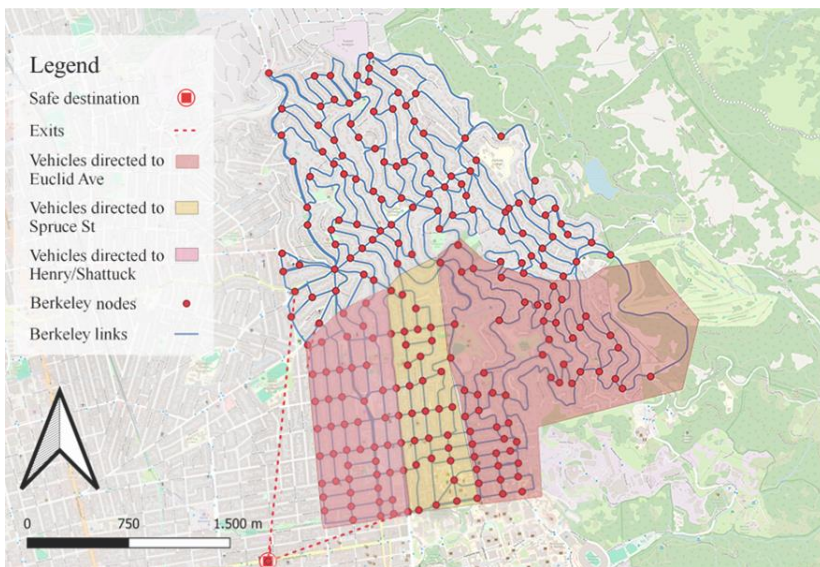 Legend
Safe destination
Exits
Vehicles directed to
Euclid Ave
Vehicles directed to
Spruce St
Vehicles directed to
Henry/Shattuck
Berkeley nodes
Berkeley links
0 750 1.500 m